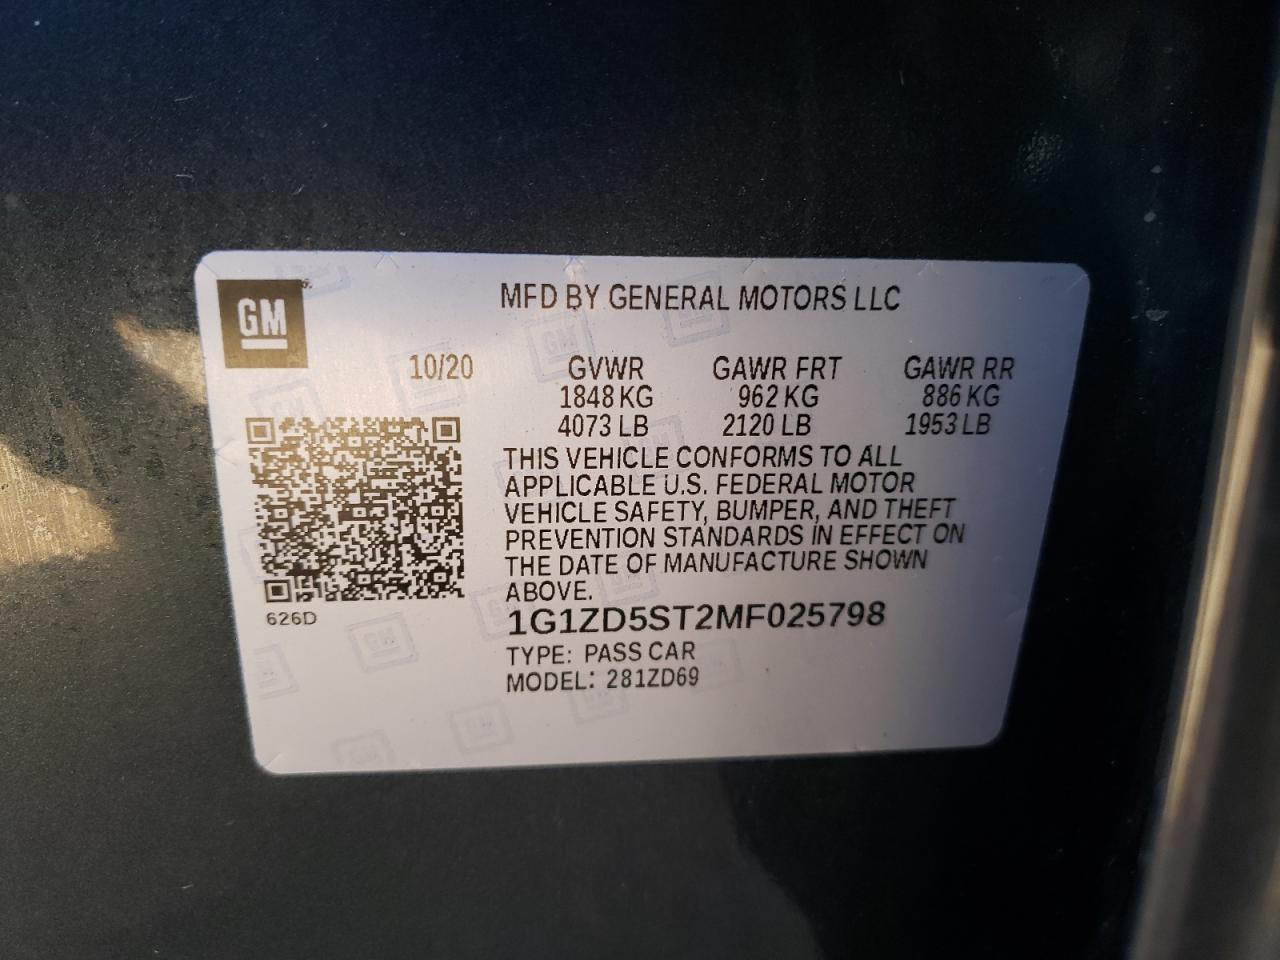 GM
MFD BY GENERAL MOTORS LLC
10/20 GVWR GAWR FRT GAWR RR
1848 KG 962 KG 886 KG
4073 LB 2120 LB 1953 LB
THIS VEHICLE CONFORMS TO ALL
APPLICABLE U.S. FEDERAL MOTOR
VEHICLE SAFETY, BUMPER, AND THEFT
PREVENTION STANDARDS IN EFFECT ON
THE DATE OF MANUFACTURE SHOWN
ABOVE.
626D
1G1ZD5ST2MF025798
TYPE: PASS CAR
MODEL: 281ZD69